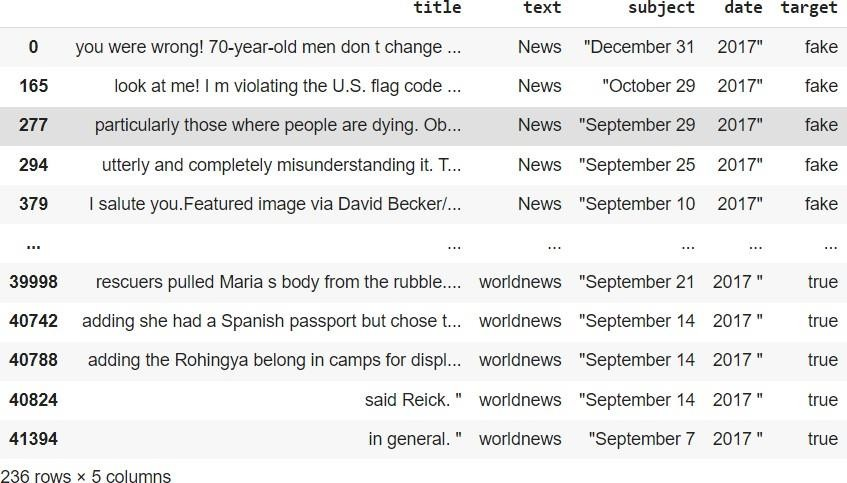 title text subject date target
0 you were wrong! 70-year-old men don t change ... News "December 31 2017" fake
165 look at me! I m violating the U.S. flag code ... News "October 29 2017" fake
277 particularly those where people are dying. Ob... News "September 29 2017" fake
294 utterly and completely misunderstanding it. T... News "September 25 2017" fake
379 I salute you.Featured image via David Becker/... News "September 10 2017" fake
... ... ... ... ... ...
39998 rescuers pulled Maria s body from the rubble.... worldnews "September 21 2017 " true
40742 adding she had a Spanish passport but chose t... worldnews "September 14 2017 " true
40788 adding the Rohingya belong in camps for displ... worldnews "September 14 2017 " true
40824 said Reick. " worldnews "September 14 2017 " true
41394 in general. " worldnews "September 7 2017 " true
236 rows × 5 columns